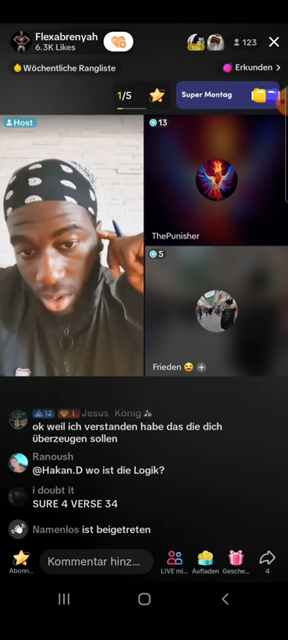 Flexabrenyah
6.3K Likes
123
Wöchentliche Rangliste
Erkunden >
1/5
Super Montag
Host
13
ThePunisher
5
Frieden 😉
12 Jesus König
ok weil ich verstanden habe das die dich
überzeugen sollen
Ranoush
@Hakan.D wo ist die Logik?
i doubt it
SURE 4 VERSE 34
Namenlos ist beigetreten
Abonn...
Kommentar hinz...
LIVE mi...
Aufladen
Gesche...
4